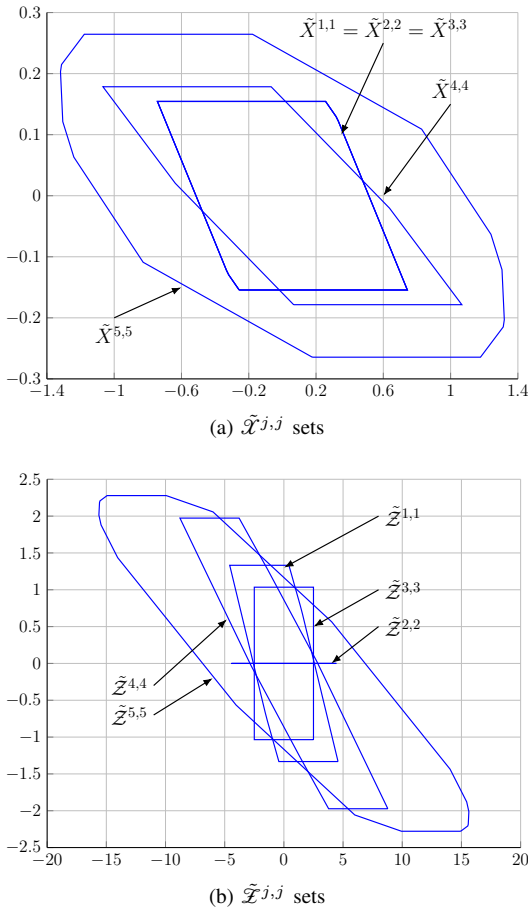 0.3
0.2
0.1
0
−0.1
−0.2
−0.3
−1.4 −1 −0.6 −0.2 0.2 0.6 1 1.4
X̃^{1,1} = X̃^{2,2} = X̃^{3,3}
X̃^{4,4}
X̃^{5,5}
(a) 𝒳̃^{j,j} sets
2.5
2
1.5
1
0.5
0
−0.5
−1
−1.5
−2
−2.5
−20 −15 −10 −5 0 5 10 15 20
𝒵̃^{1,1}
𝒵̃^{3,3}
𝒵̃^{2,2}
𝒵̃^{4,4}
𝒵̃^{5,5}
(b) 𝒵̃^{j,j} sets